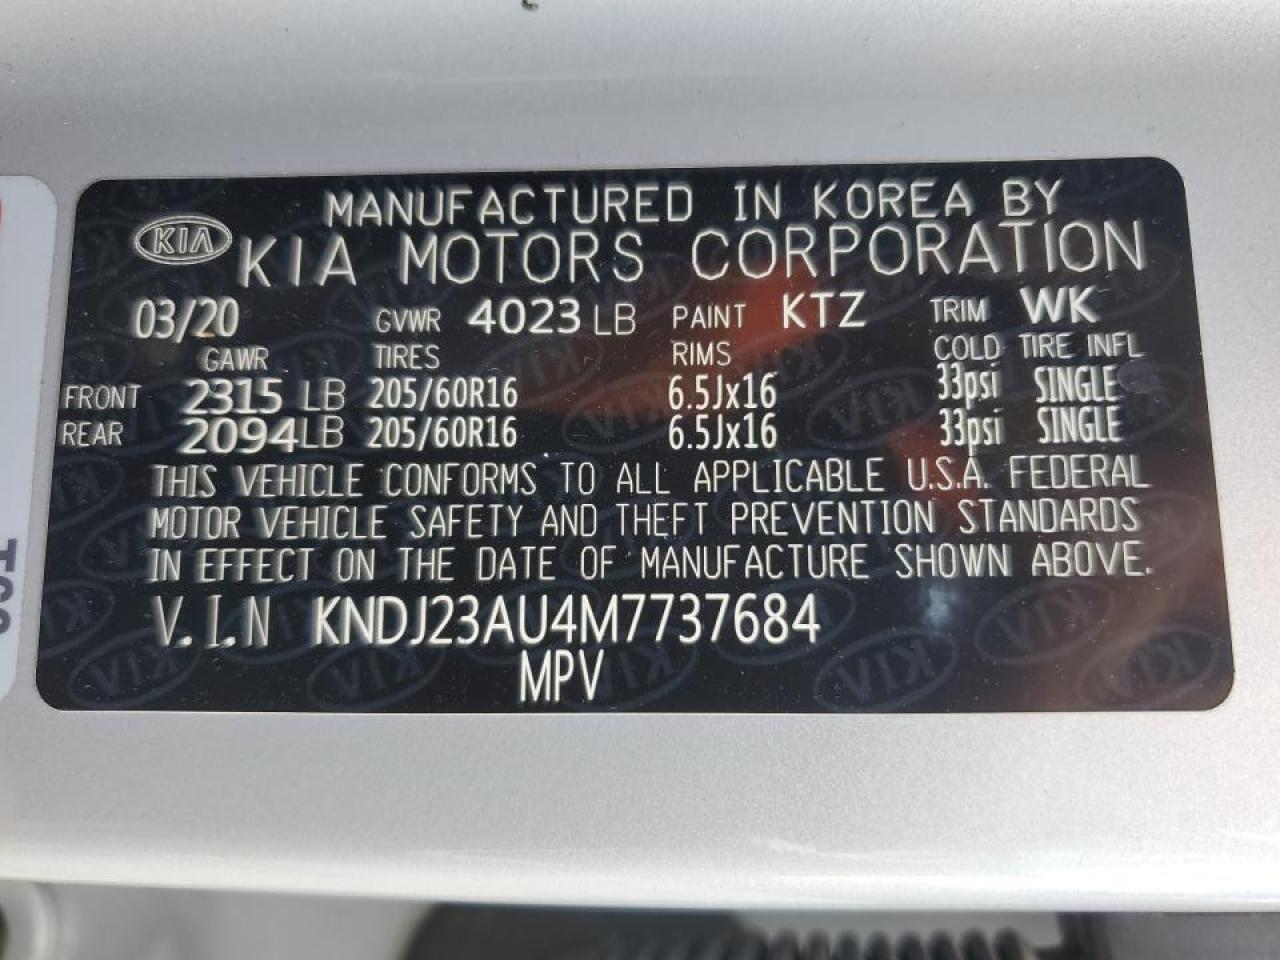 MANUFACTURED IN KOREA BY
KIA KIA MOTORS CORPORATION
03/20 GVWR 4023 LB PAINT KTZ TRIM WK
GAWR TIRES RIMS COLD TIRE INFL
FRONT 2315 LB 205/60R16 6.5Jx16 33psi SINGLE
REAR 2094 LB 205/60R16 6.5Jx16 33psi SINGLE
THIS VEHICLE CONFORMS TO ALL APPLICABLE U.S.A. FEDERAL
MOTOR VEHICLE SAFETY AND THEFT PREVENTION STANDARDS
IN EFFECT ON THE DATE OF MANUFACTURE SHOWN ABOVE.
V.I.N KNDJ23AU4M7737684
MPV